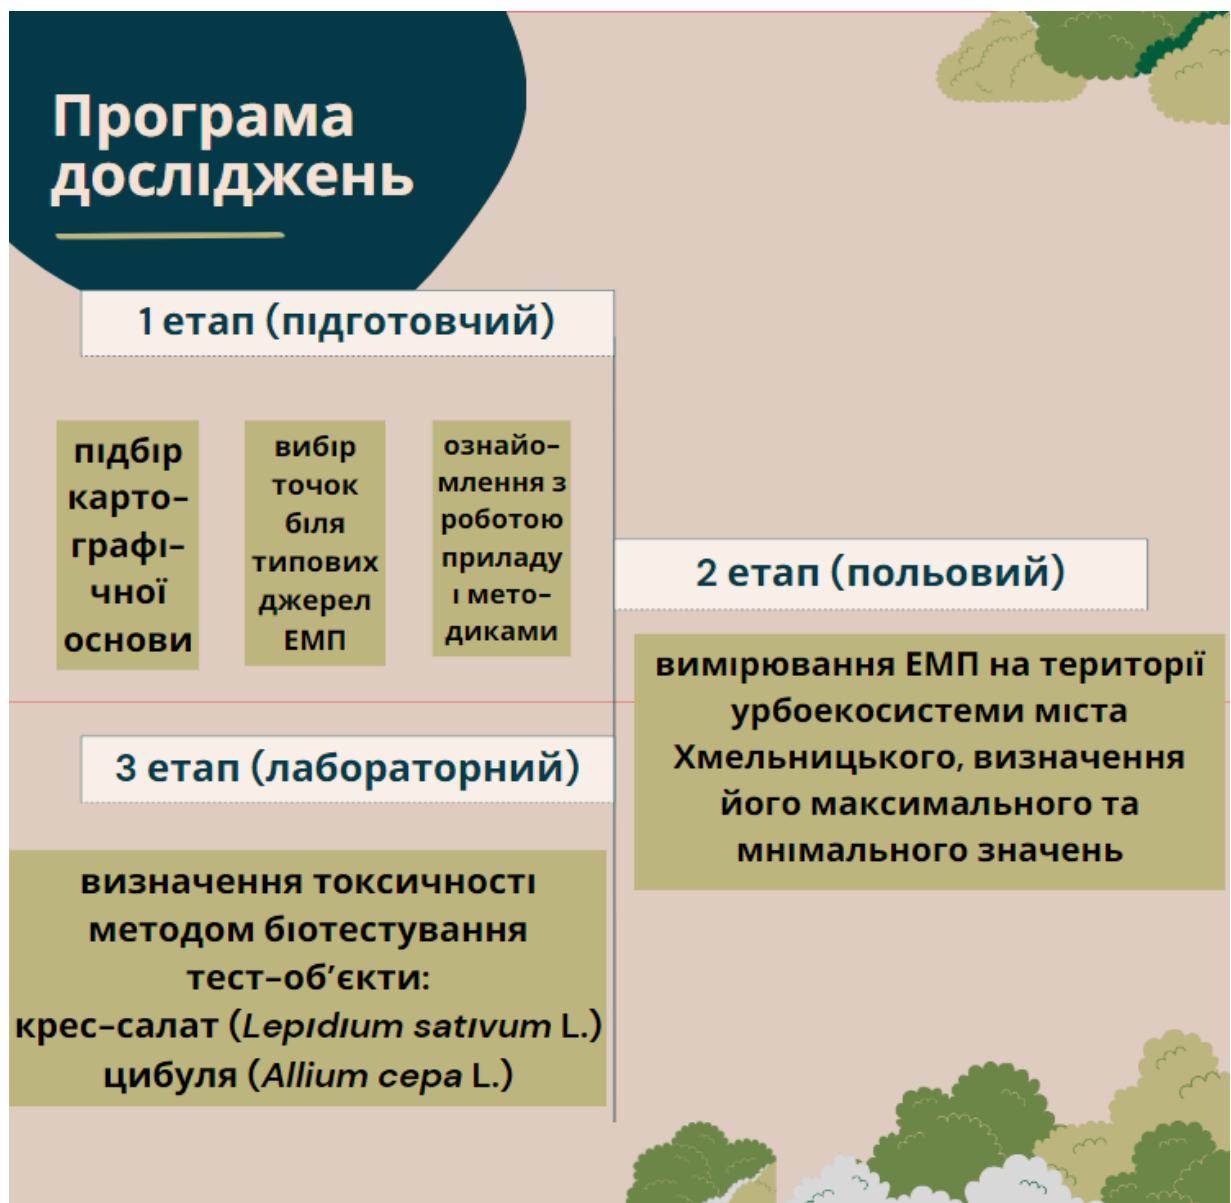 Програма
досліджень
1 етап (підготовчий)
підбір
карто-
графі-
чної
основи
вибір
точок
біля
типових
джерел
ЕМП
ознайо-
млення з
роботою
приладу
і мето-
диками
2 етап (польовий)
вимірювання ЕМП на території
урбоекосистеми міста
Хмельницького, визначення
його максимального та
мнімального значень
3 етап (лабораторний)
визначення токсичності
методом біотестування
тест-об’єкти:
крес-салат (Lepidium sativum L.)
цибуля (Allium cepa L.)